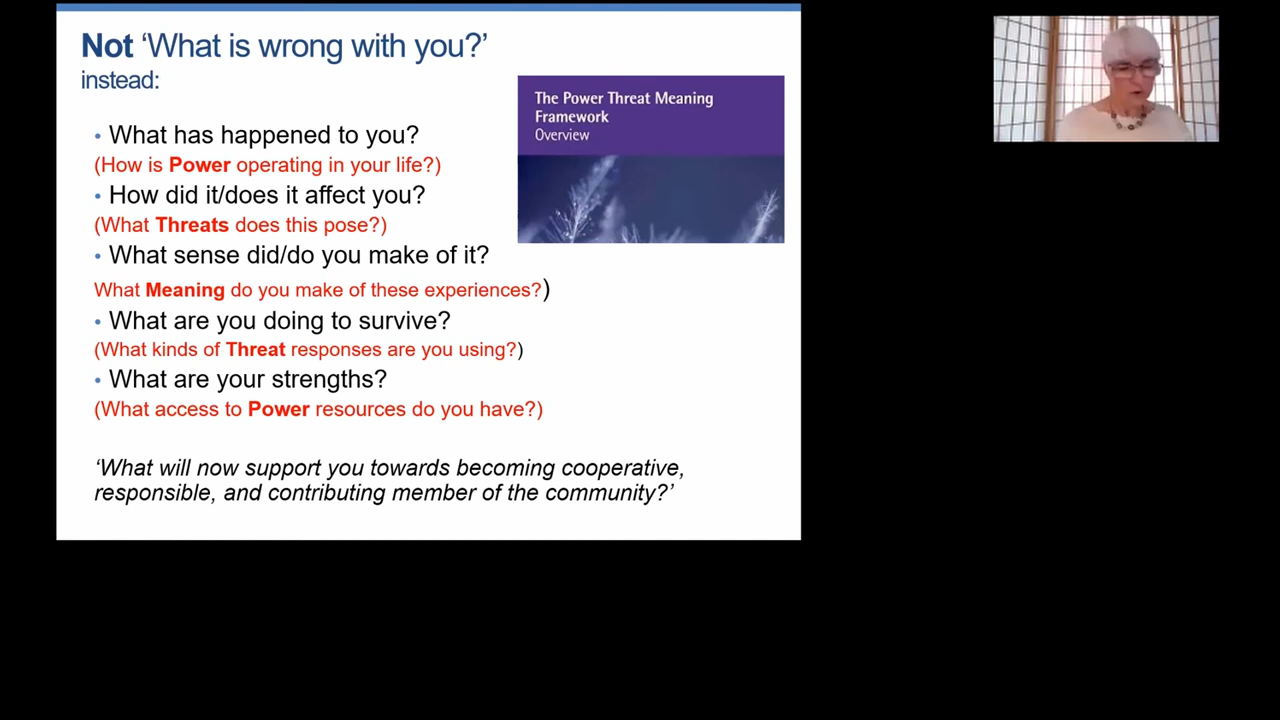 Not ‘What is wrong with you?’
instead:
The Power Threat Meaning
Framework
Overview
• What has happened to you?
(How is Power operating in your life?)
• How did it/does it affect you?
(What Threats does this pose?)
• What sense did/do you make of it?
What Meaning do you make of these experiences?)
• What are you doing to survive?
(What kinds of Threat responses are you using?)
• What are your strengths?
(What access to Power resources do you have?)
‘What will now support you towards becoming cooperative,
responsible, and contributing member of the community?’